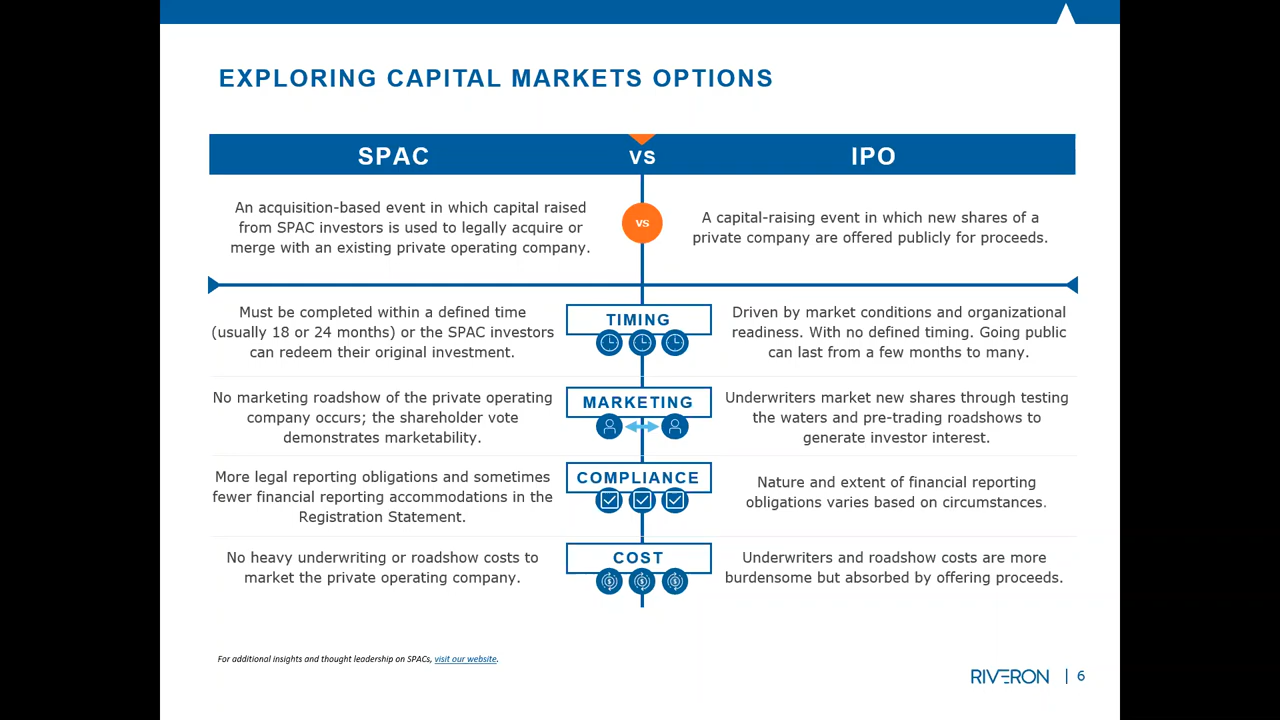 EXPLORING CAPITAL MARKETS OPTIONS
SPAC
VS
IPO
An acquisition-based event in which capital raised
from SPAC investors is used to legally acquire or
merge with an existing private operating company.
vs
A capital-raising event in which new shares of a
private company are offered publicly for proceeds.
Must be completed within a defined time
(usually 18 or 24 months) or the SPAC investors
can redeem their original investment.
TIMING
Driven by market conditions and organizational
readiness. With no defined timing. Going public
can last from a few months to many.
No marketing roadshow of the private operating
company occurs; the shareholder vote
demonstrates marketability.
MARKETING
Underwriters market new shares through testing
the waters and pre-trading roadshows to
generate investor interest.
More legal reporting obligations and sometimes
fewer financial reporting accommodations in the
Registration Statement.
COMPLIANCE
Nature and extent of financial reporting
obligations varies based on circumstances.
No heavy underwriting or roadshow costs to
market the private operating company.
COST
Underwriters and roadshow costs are more
burdensome but absorbed by offering proceeds.
For additional insights and thought leadership on SPACs, visit our website.
RIVERON | 6